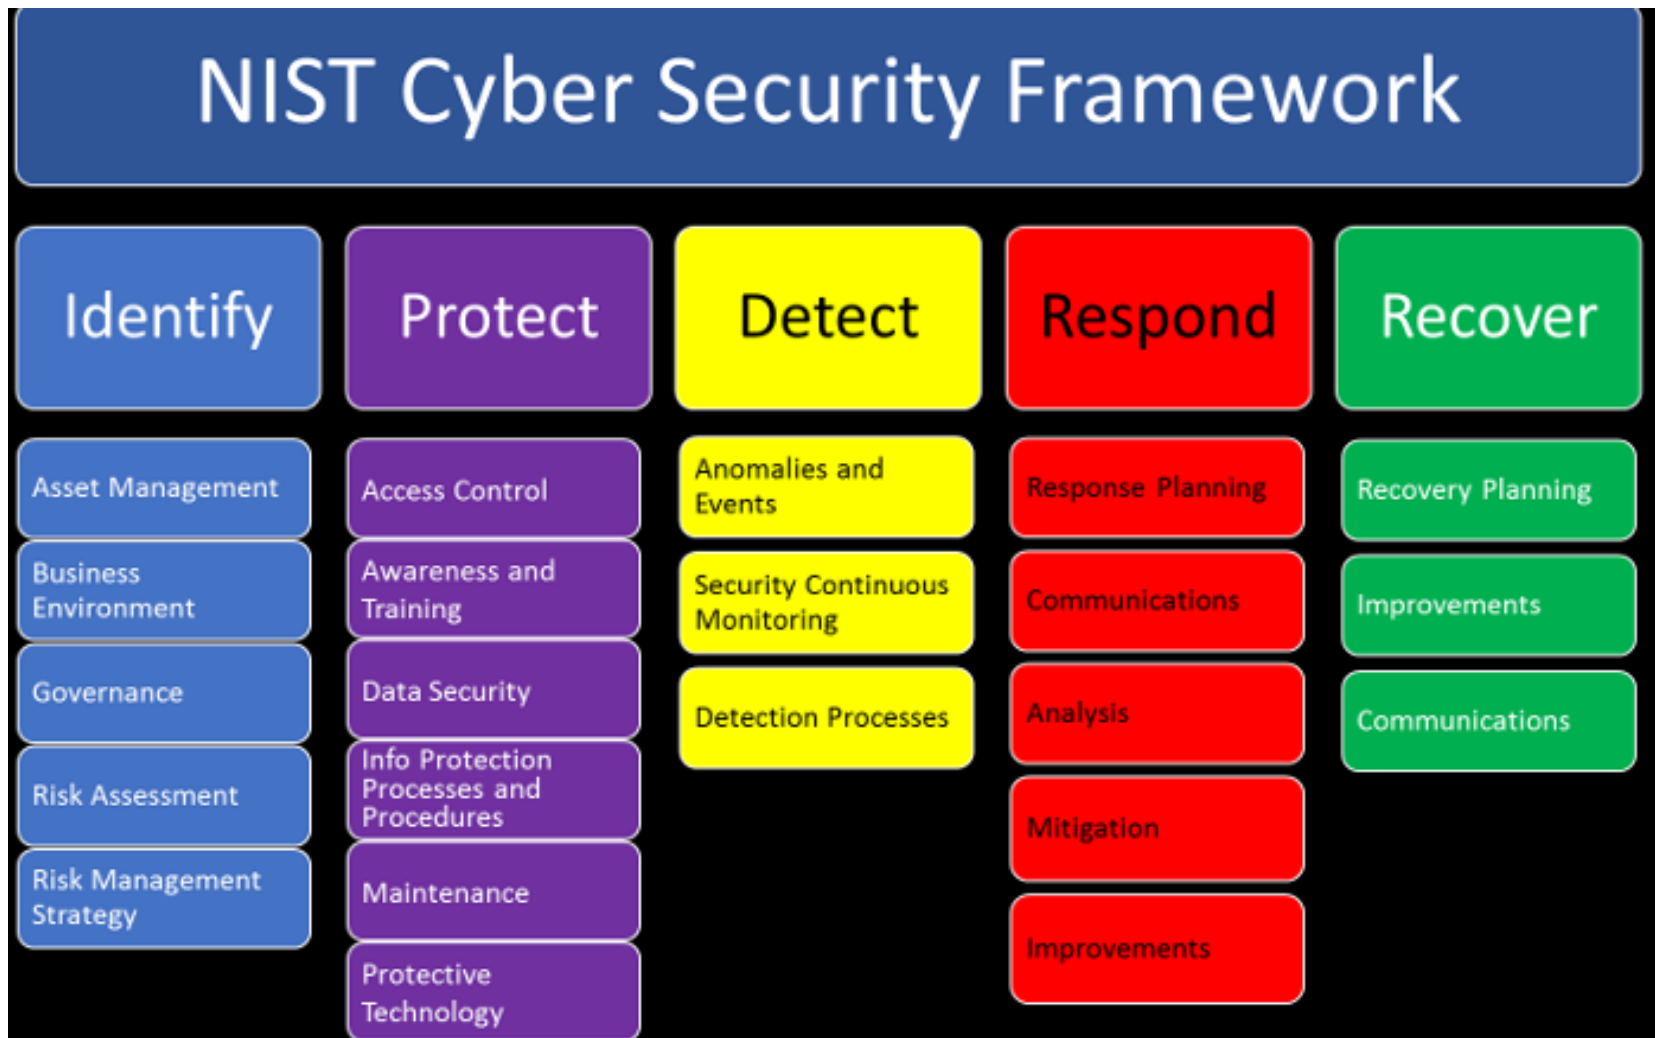 NIST Cyber Security Framework
Identify
Protect
Detect
Respond
Recover
Asset Management
Business
Environment
Governance
Risk Assessment
Risk Management
Strategy
Access Control
Awareness and
Training
Data Security
Info Protection
Processes and
Procedures
Maintenance
Protective
Technology
Anomalies and
Events
Security Continuous
Monitoring
Detection Processes
Response Planning
Communications
Analysis
Mitigation
Improvements
Recovery Planning
Improvements
Communications